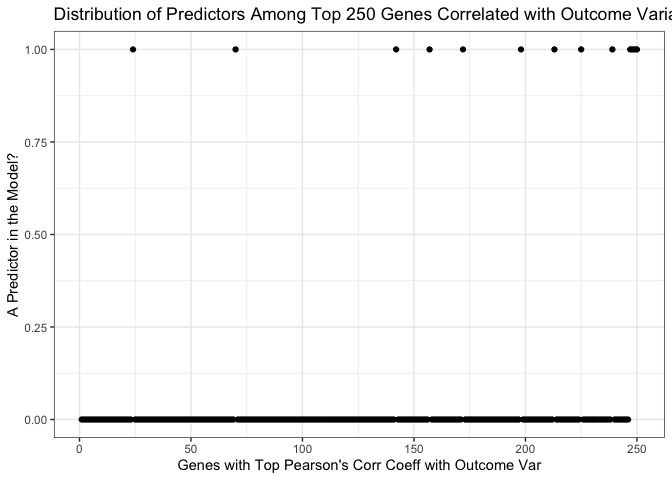 Distribution of Predictors Among Top 250 Genes Correlated with Outcome Varia
1.00
0.75
0.50
0.25
0.00
A Predictor in the Model?
0 50 100 150 200 250
Genes with Top Pearson's Corr Coeff with Outcome Var